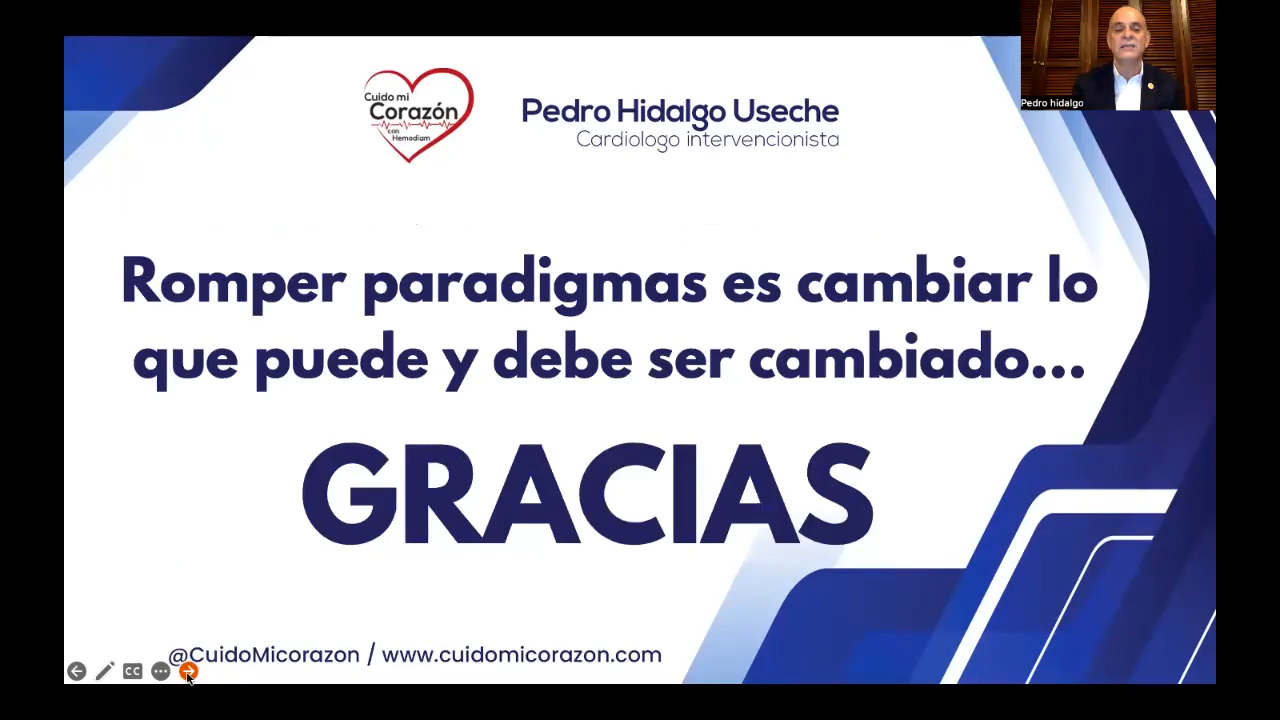 Cuido mi
Corazón
con
Hemodiam
Pedro Hidalgo Useche
Cardiologo intervencionista
Pedro hidalgo
Romper paradigmas es cambiar lo
que puede y debe ser cambiado...
GRACIAS
@CuidoMicorazon / www.cuidomicorazon.com
CC